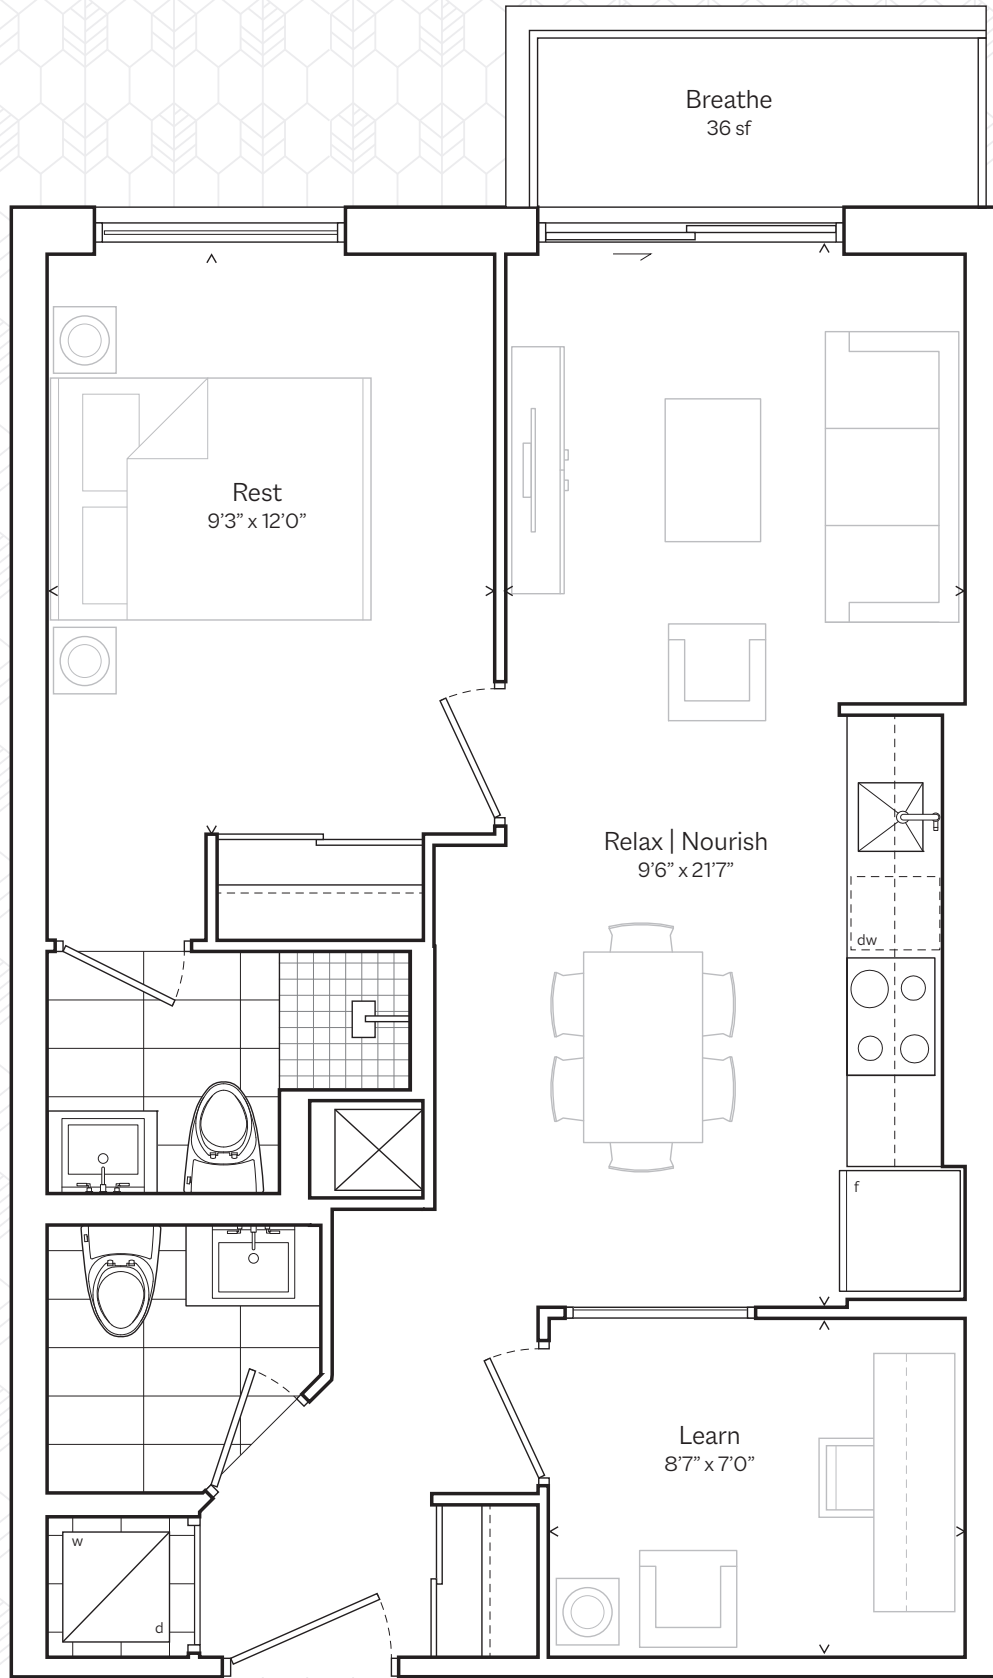 Breathe
36 sf
Rest
9’3” x 12’0”
Relax | Nourish
9’6” x 21’7”
dw
f
Learn
8’7” x 7’0”
w
d